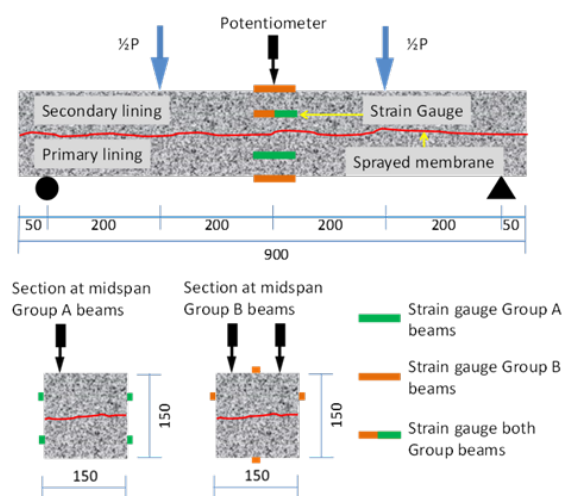 Potentiometer
½P
½P
Secondary lining
Strain Gauge
Primary lining
Sprayed membrane
50
200
200
200
200
50
900
Section at midspan
Group A beams
Section at midspan
Group B beams
Strain gauge Group A
beams
Strain gauge Group B
beams
Strain gauge both
Group beams
150
150
150
150